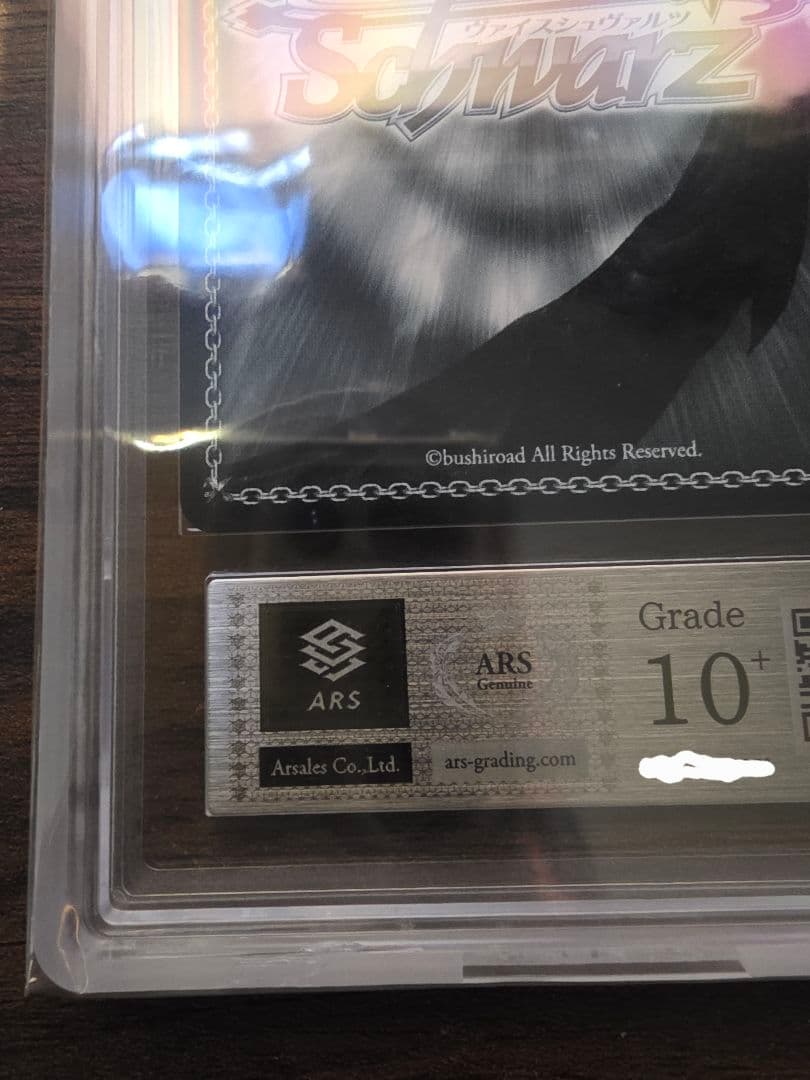 ヴァイスシュヴァルツ
Schwarz
©bushiroad All Rights Reserved.
ARS
Arsales Co.,Ltd.
ARS
Genuine
ars-grading.com
Grade
10+